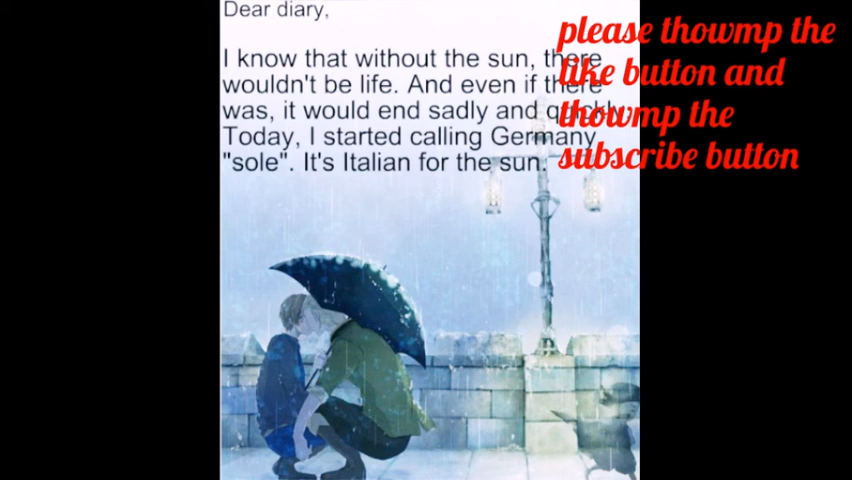 Dear diary,
I know that without the sun, there
wouldn't be life. And even if there
was, it would end sadly and quickly.
Today, I started calling Germany
"sole". It's Italian for the sun.
please thowmp the
like button and
thowmp the
subscribe button